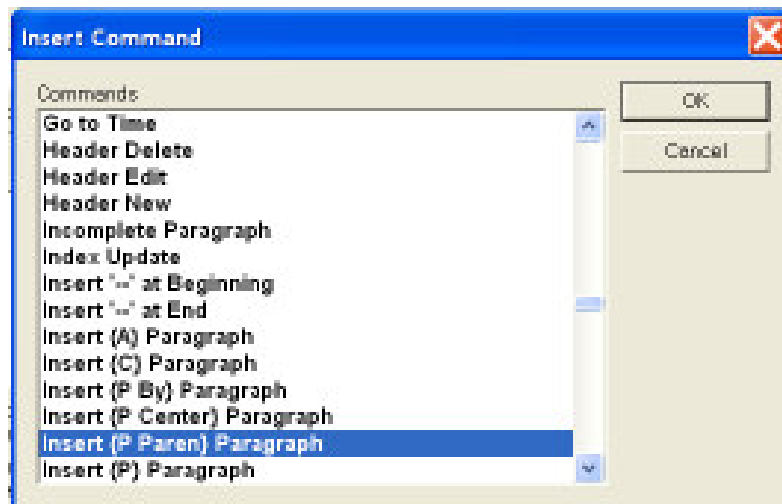 Insert Command
Commands
OK
Cancel
Go to Time
Header Delete
Header Edit
Header New
Incomplete Paragraph
Index Update
Insert '--' at Beginning
Insert '--' at End
Insert (A) Paragraph
Insert (C) Paragraph
Insert (P By) Paragraph
Insert (P Center) Paragraph
Insert (P Paren) Paragraph
Insert (P) Paragraph